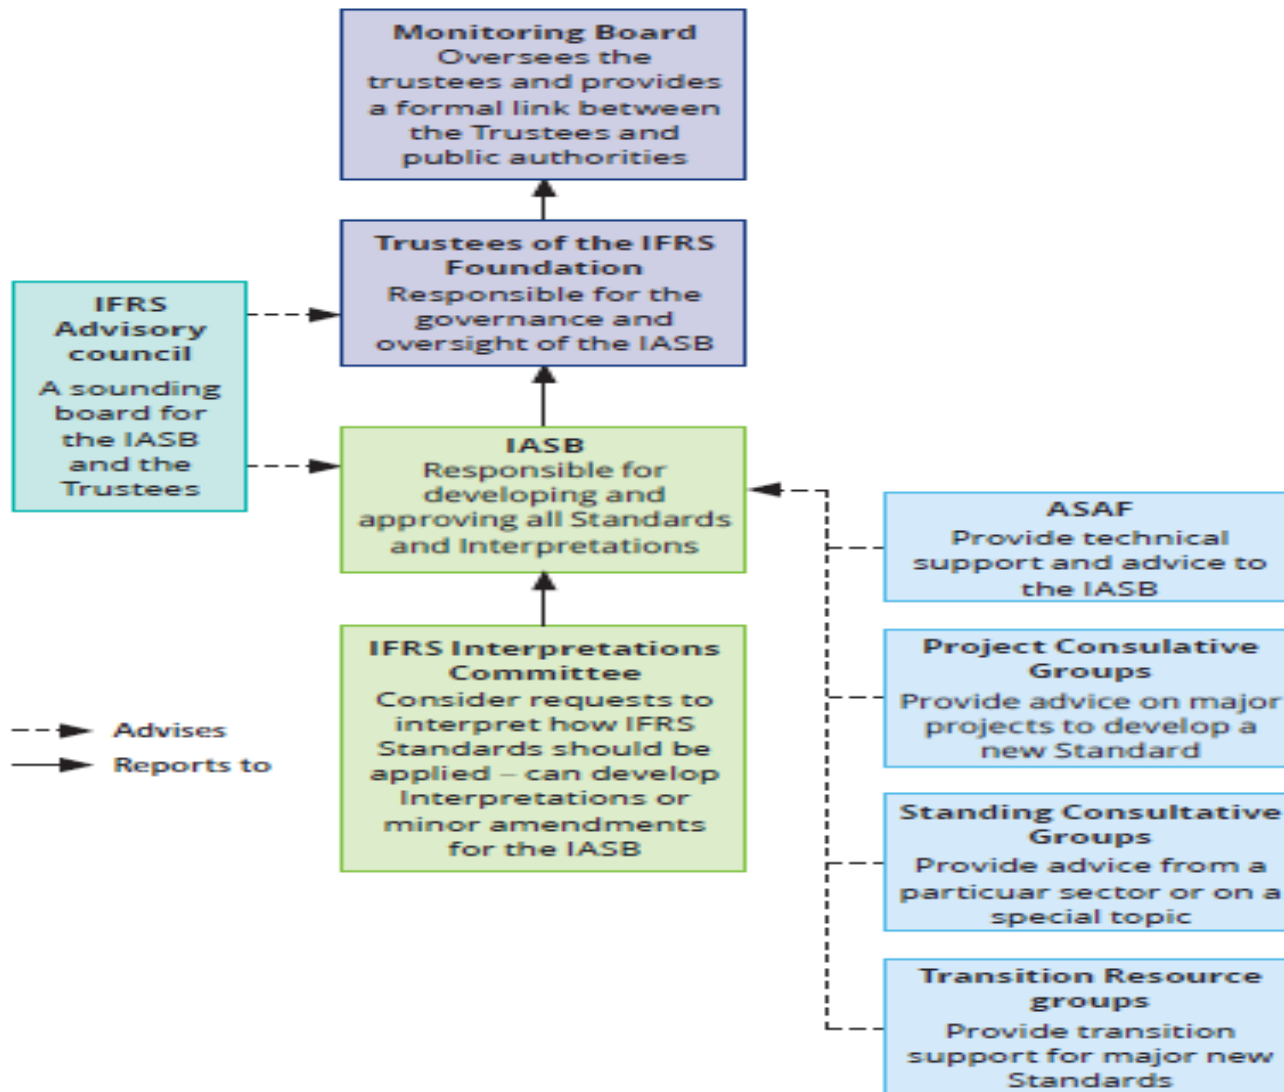 Monitoring Board
Oversees the
trustees and provides
a formal link between
the Trustees and
public authorities
Trustees of the IFRS
Foundation
Responsible for the
governance and
oversight of the IASB
IFRS
Advisory
council
A sounding
board for
the IASB
and the
Trustees
IASB
Responsible for
developing and
approving all Standards
and Interpretations
ASAF
Provide technical
support and advice to
the IASB
IFRS Interpretations
Committee
Consider requests to
interpret how IFRS
Standards should be
applied – can develop
Interpretations or
minor amendments
for the IASB
Project Consulative
Groups
Provide advice on major
projects to develop a
new Standard
Advises
Reports to
Standing Consultative
Groups
Provide advice from a
particuar sector or on a
special topic
Transition Resource
groups
Provide transition
support for major new
Standards